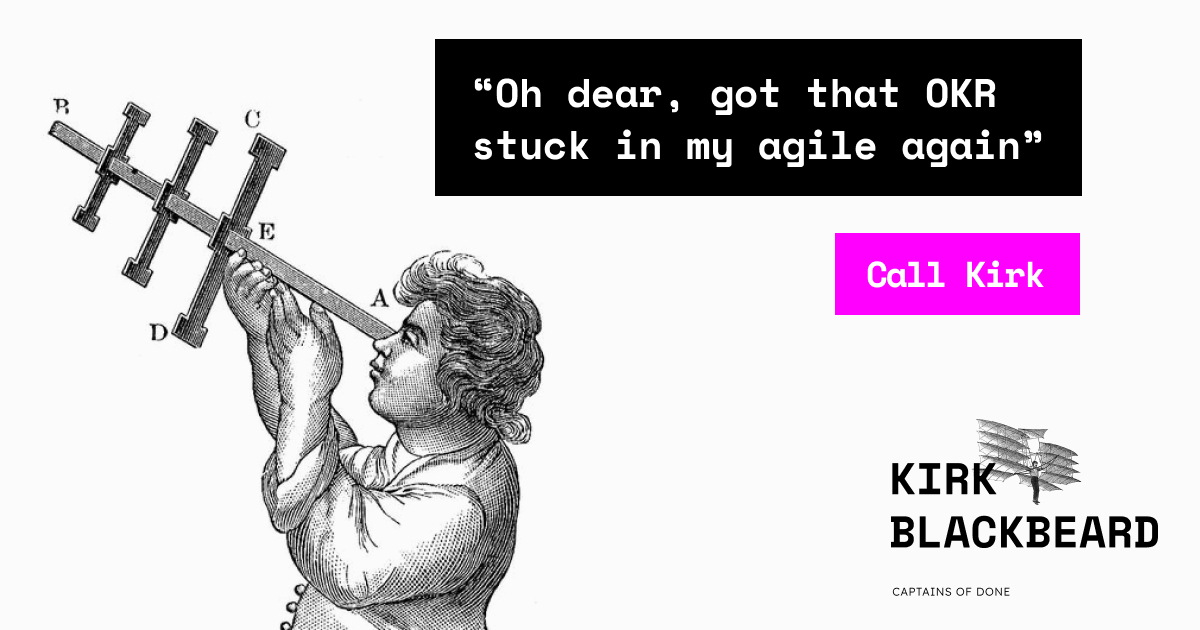 “Oh dear, got that OKR
stuck in my agile again”
Call Kirk
B
C
E
A
D
KIRK
BLACKBEARD
CAPTAINS OF DONE